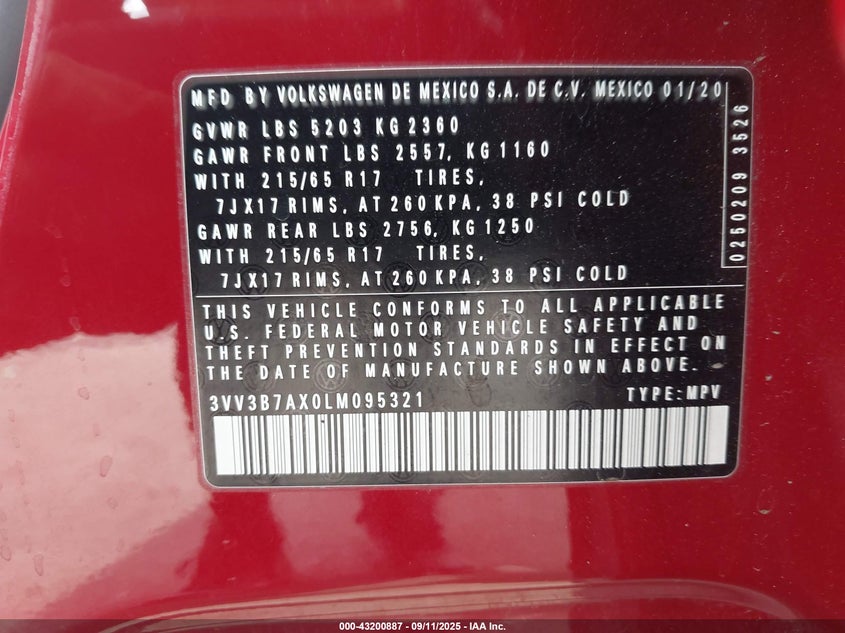 MFD BY VOLKSWAGEN DE MEXICO S.A. DE C.V. MEXICO 01/20
GVWR LBS 5203 KG 2360
GAWR FRONT LBS 2557, KG 1160
WITH 215/65 R17 TIRES,
7JX17 RIMS, AT 260 KPA, 38 PSI COLD
GAWR REAR LBS 2756, KG 1250
WITH 215/65 R17 TIRES,
7JX17 RIMS, AT 260 KPA, 38 PSI COLD
0250209 3526
THIS VEHICLE CONFORMS TO ALL APPLICABLE
U.S. FEDERAL MOTOR VEHICLE SAFETY AND
THEFT PREVENTION STANDARDS IN EFFECT ON
THE DATE OF MANUFACTURE SHOWN ABOVE.
3VV3B7AX0LM095321 TYPE: MPV
000-43200887 - 09/11/2025 - IAA Inc.